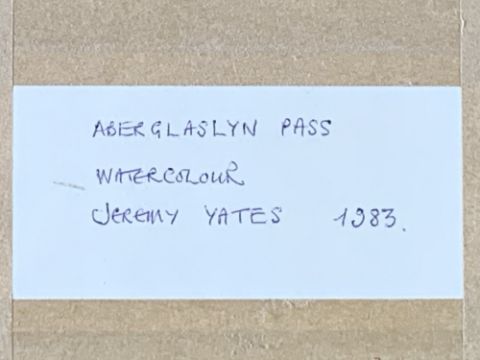 ABERGLASLYN PASS
WATERCOLOUR
JEREMY YATES 1983.